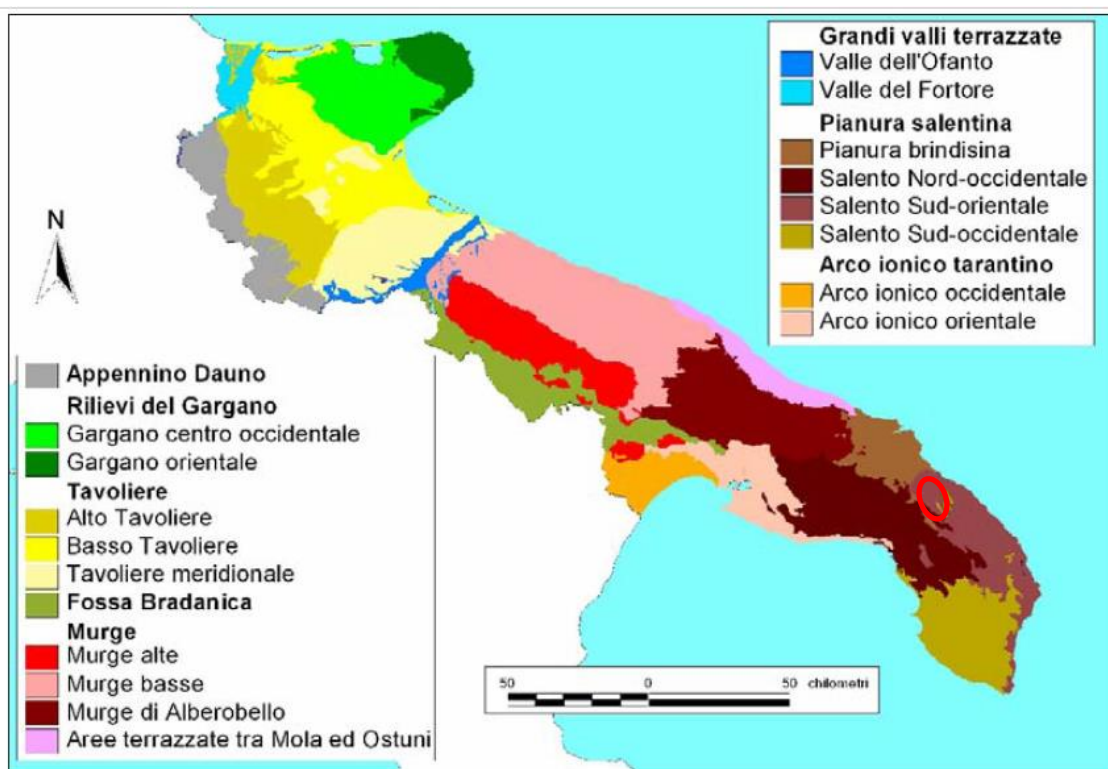 Grandi valli terrazzate
Valle dell'Ofanto
Valle del Fortore
Pianura salentina
Pianura brindisina
Salento Nord-occidentale
Salento Sud-orientale
Salento Sud-occidentale
Arco ionico tarantino
Arco ionico occidentale
Arco ionico orientale
N
Appennino Dauno
Rilievi del Gargano
Gargano centro occidentale
Gargano orientale
Tavoliere
Alto Tavoliere
Basso Tavoliere
Tavoliere meridionale
Fossa Bradanica
Murge
Murge alte
Murge basse
Murge di Alberobello
Aree terrazzate tra Mola ed Ostuni
50 0 50 chilometri